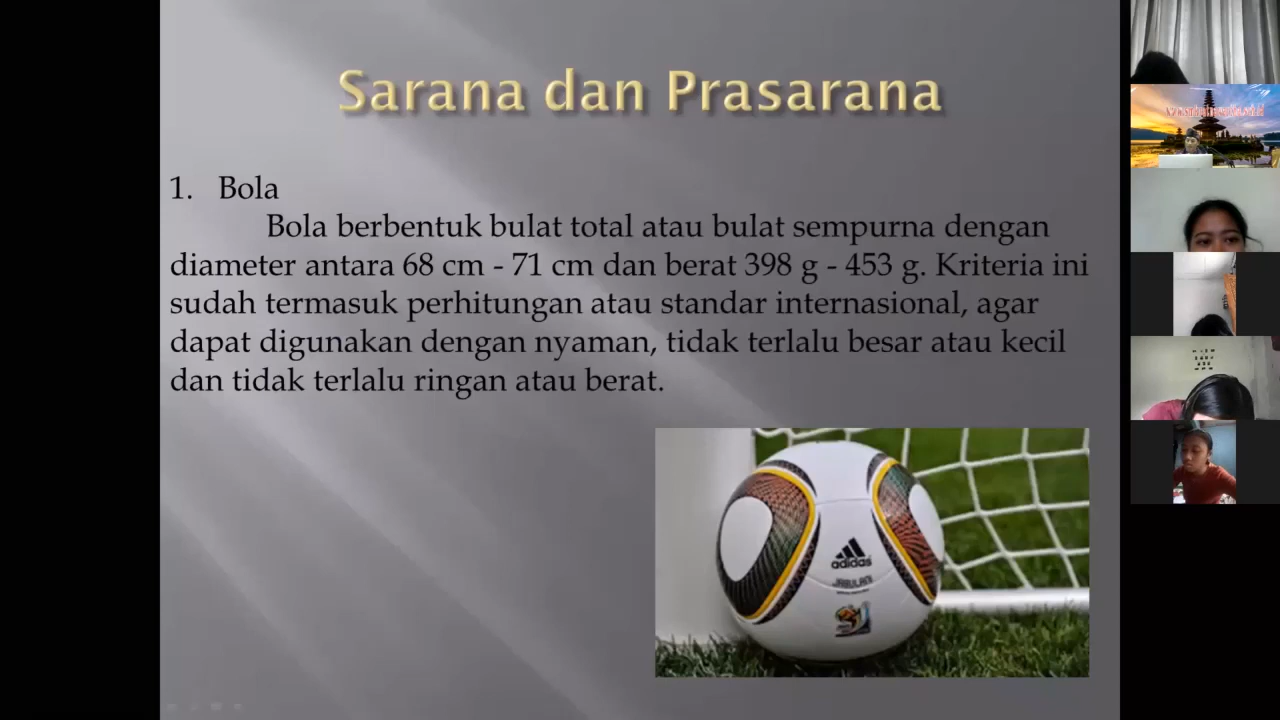 Sarana dan Prasarana
1. Bola
Bola berbentuk bulat total atau bulat sempurna dengan
diameter antara 68 cm - 71 cm dan berat 398 g - 453 g. Kriteria ini
sudah termasuk perhitungan atau standar internasional, agar
dapat digunakan dengan nyaman, tidak terlalu besar atau kecil
dan tidak terlalu ringan atau berat.
adidas
JABULANI